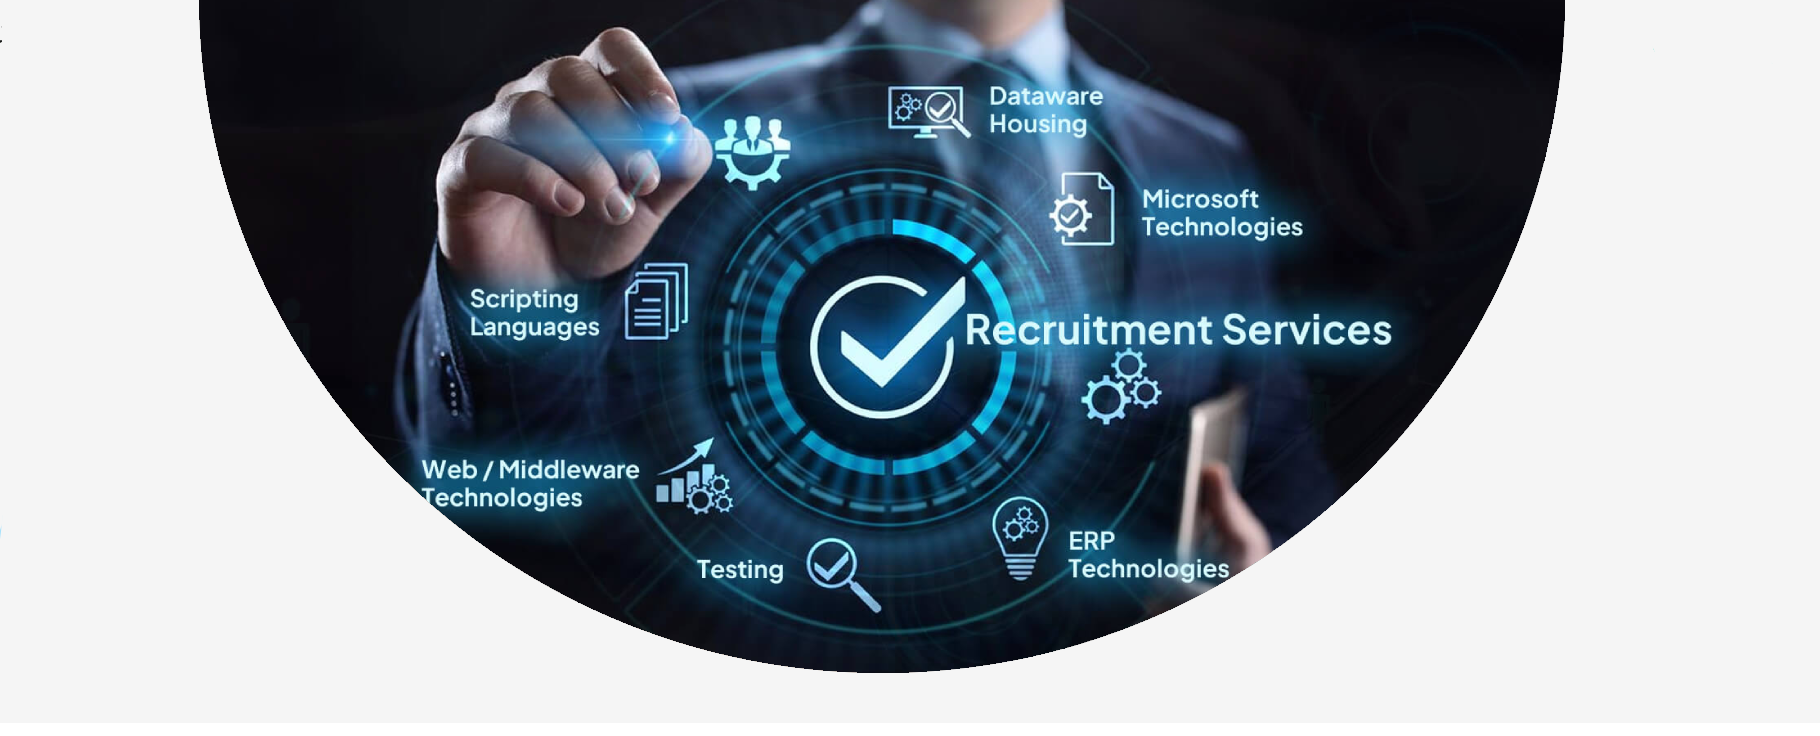 Dataware
Housing
Microsoft
Technologies
Scripting
Languages
Recruitment Services
Web / Middleware
Technologies
ERP
Technologies
Testing